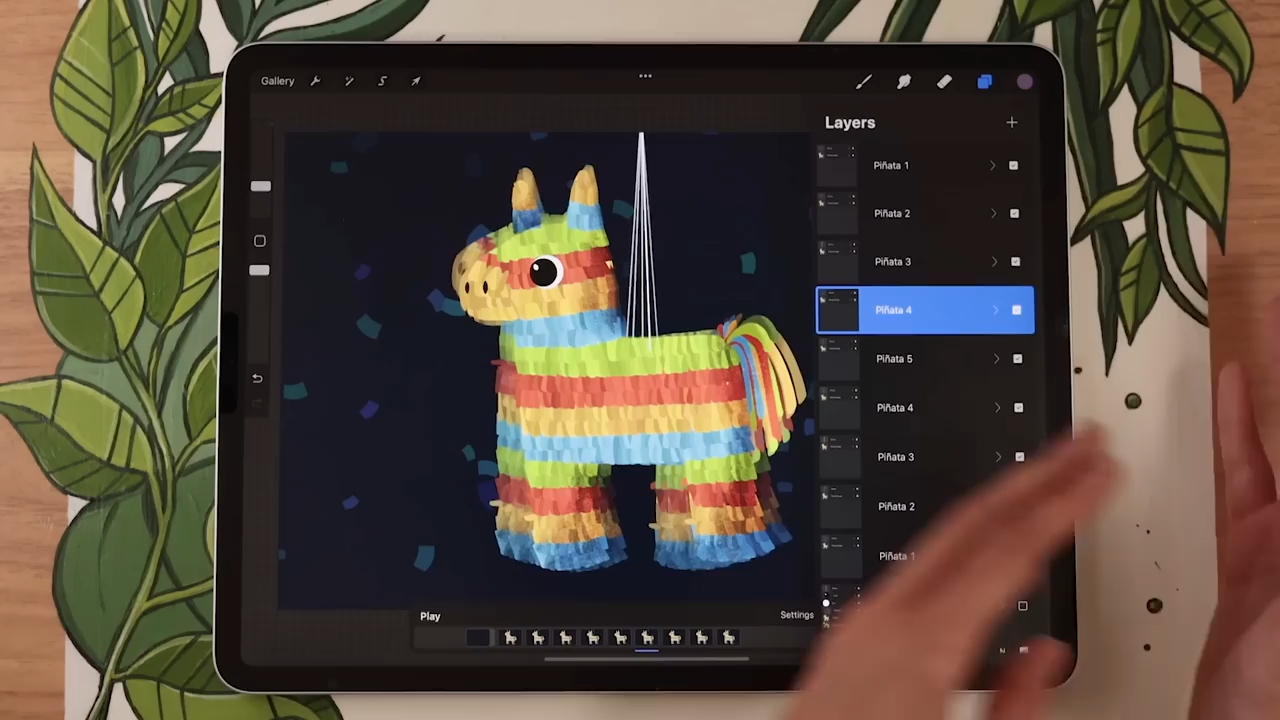 Gallery
Layers
Piñata 1
Piñata 2
Piñata 3
Piñata 4
Piñata 5
Piñata 4
Piñata 3
Piñata 2
Piñata 1
N
Play
Settings